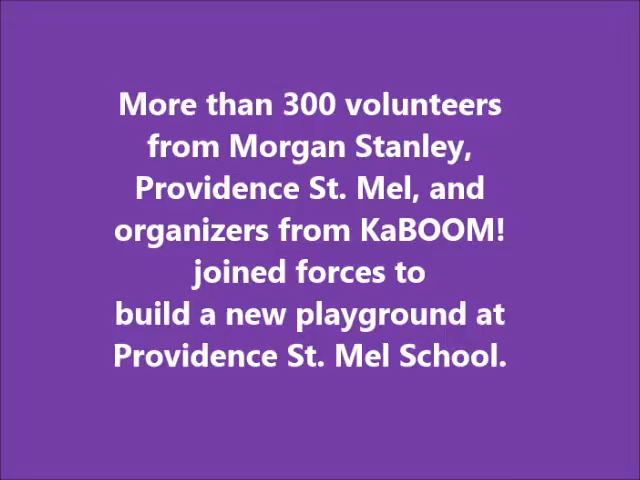 More than 300 volunteers
from Morgan Stanley,
Providence St. Mel, and
organizers from KaBOOM!
joined forces to
build a new playground at
Providence St. Mel School.